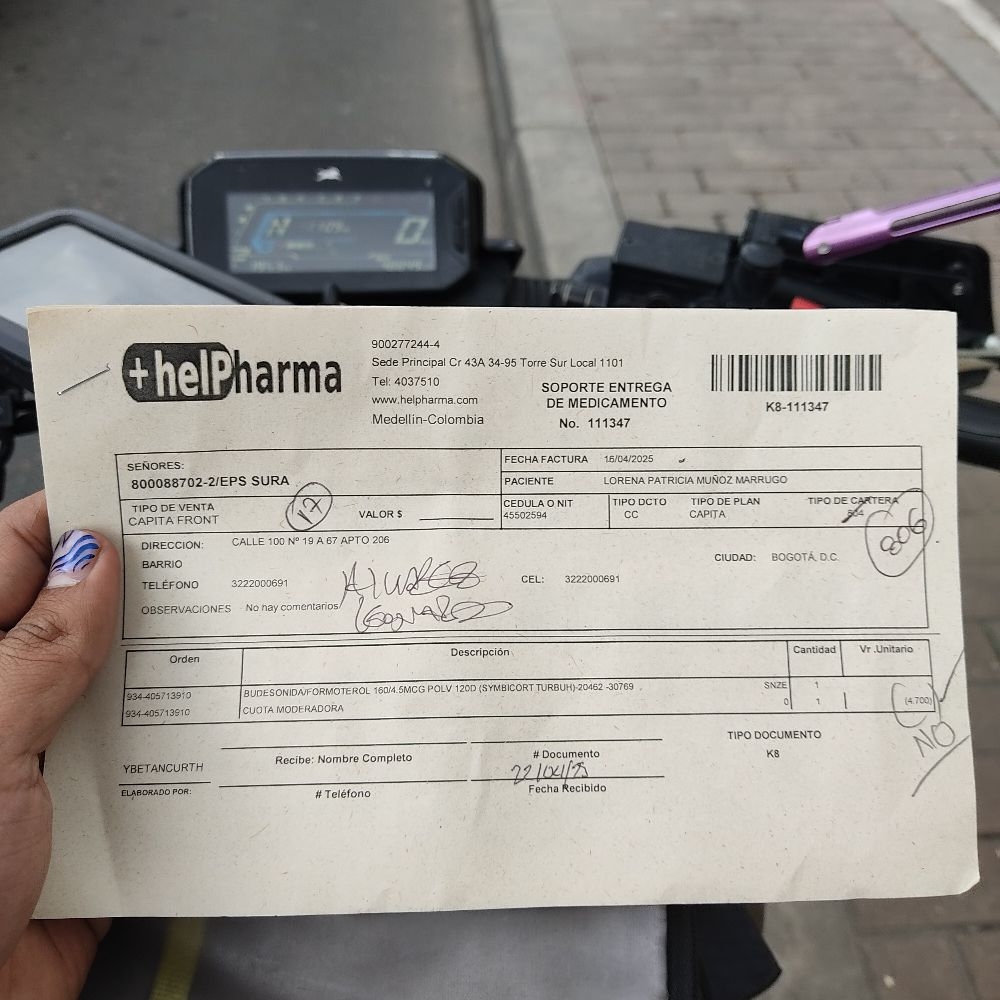 N
0
+helPharma
900277244-4
Sede Principal Cr 43A 34-95 Torre Sur Local 1101
Tel: 4037510
www.helpharma.com
Medellín-Colombia
SOPORTE ENTREGA
DE MEDICAMENTO
No. 111347
K8-111347
SEÑORES:
800088702-2/EPS SURA
FECHA FACTURA 16/04/2025
PACIENTE LORENA PATRICIA MUÑOZ MARRUGO
TIPO DE VENTA
CAPITA FRONT
17
VALOR $
CEDULA O NIT
45502594
TIPO DCTO
CC
TIPO DE PLAN
CAPITA
TIPO DE CARTERA
804
806
DIRECCION: CALLE 100 Nº 19 A 67 APTO 206
BARRIO
CIUDAD: BOGOTÁ, D.C.
TELÉFONO 3222000691
CEL: 3222000691
OBSERVACIONES No hay comentarios/
Orden Descripción Cantidad Vr .Unitario
934-405713910 BUDESONIDA/FORMOTEROL 160/4.5MCG POLV 120D (SYMBICORT TURBUH)-20462 -30769 SNZE 1
934-405713910 CUOTA MODERADORA 0 1 (4.700)
NO
TIPO DOCUMENTO
K8
Recibe: Nombre Completo
# Documento
YBETANCURTH
22/04/25
ELABORADO POR:
# Teléfono
Fecha Recibido